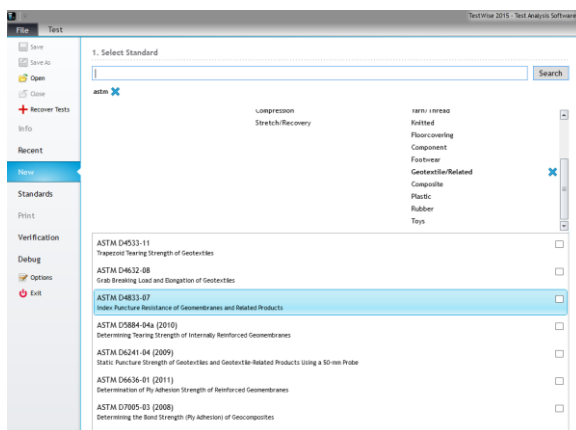 TestWise 2015 - Test Analysis Software
File Test
Save
Save As
Open
Close
Recover Tests
Info
Recent
New
Standards
Print
Verification
Debug
Options
Exit
1. Select Standard
Search
astm
Compression
Stretch/Recovery
Yarn/Thread
Knitted
Floorcovering
Component
Footwear
Geotextile/Related
Composite
Plastic
Rubber
Toys
ASTM D4533-11
Trapezoid Tearing Strength of Geotextiles
ASTM D4632-08
Grab Breaking Load and Elongation of Geotextiles
ASTM D4833-07
Index Puncture Resistance of Geomembranes and Related Products
ASTM D5884-04a (2010)
Determining Tearing Strength of Internally Reinforced Geomembranes
ASTM D6241-04 (2009)
Static Puncture Strength of Geotextiles and Geotextile-Related Products Using a 50-mm Probe
ASTM D6636-01 (2011)
Determination of Ply Adhesion Strength of Reinforced Geomembranes
ASTM D7005-03 (2008)
Determining the Bond Strength (Ply Adhesion) of Geocomposites